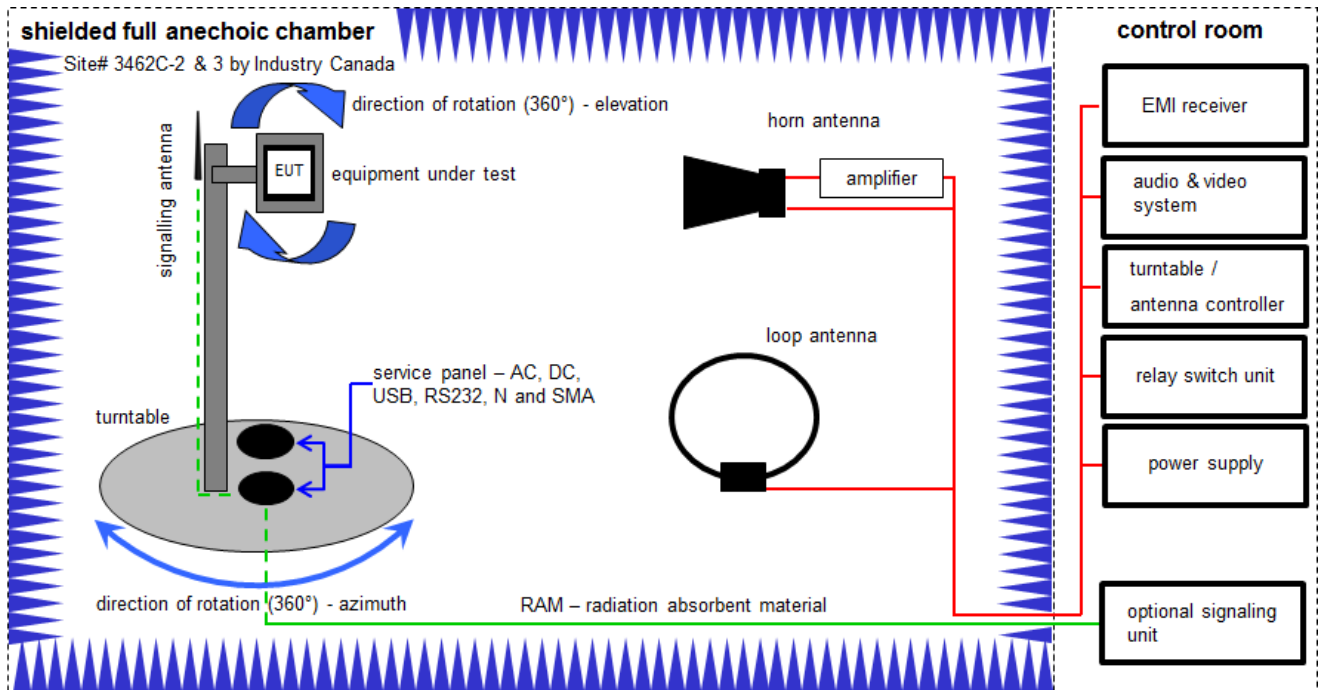 shielded full anechoic chamber
Site# 3462C-2 & 3 by Industry Canada
direction of rotation (360°) - elevation
signalling antenna
EUT
equipment under test
horn antenna
amplifier
loop antenna
service panel – AC, DC,
USB, RS232, N and SMA
turntable
direction of rotation (360°) - azimuth
RAM – radiation absorbent material
control room
EMI receiver
audio & video
system
turntable /
antenna controller
relay switch unit
power supply
optional signaling
unit